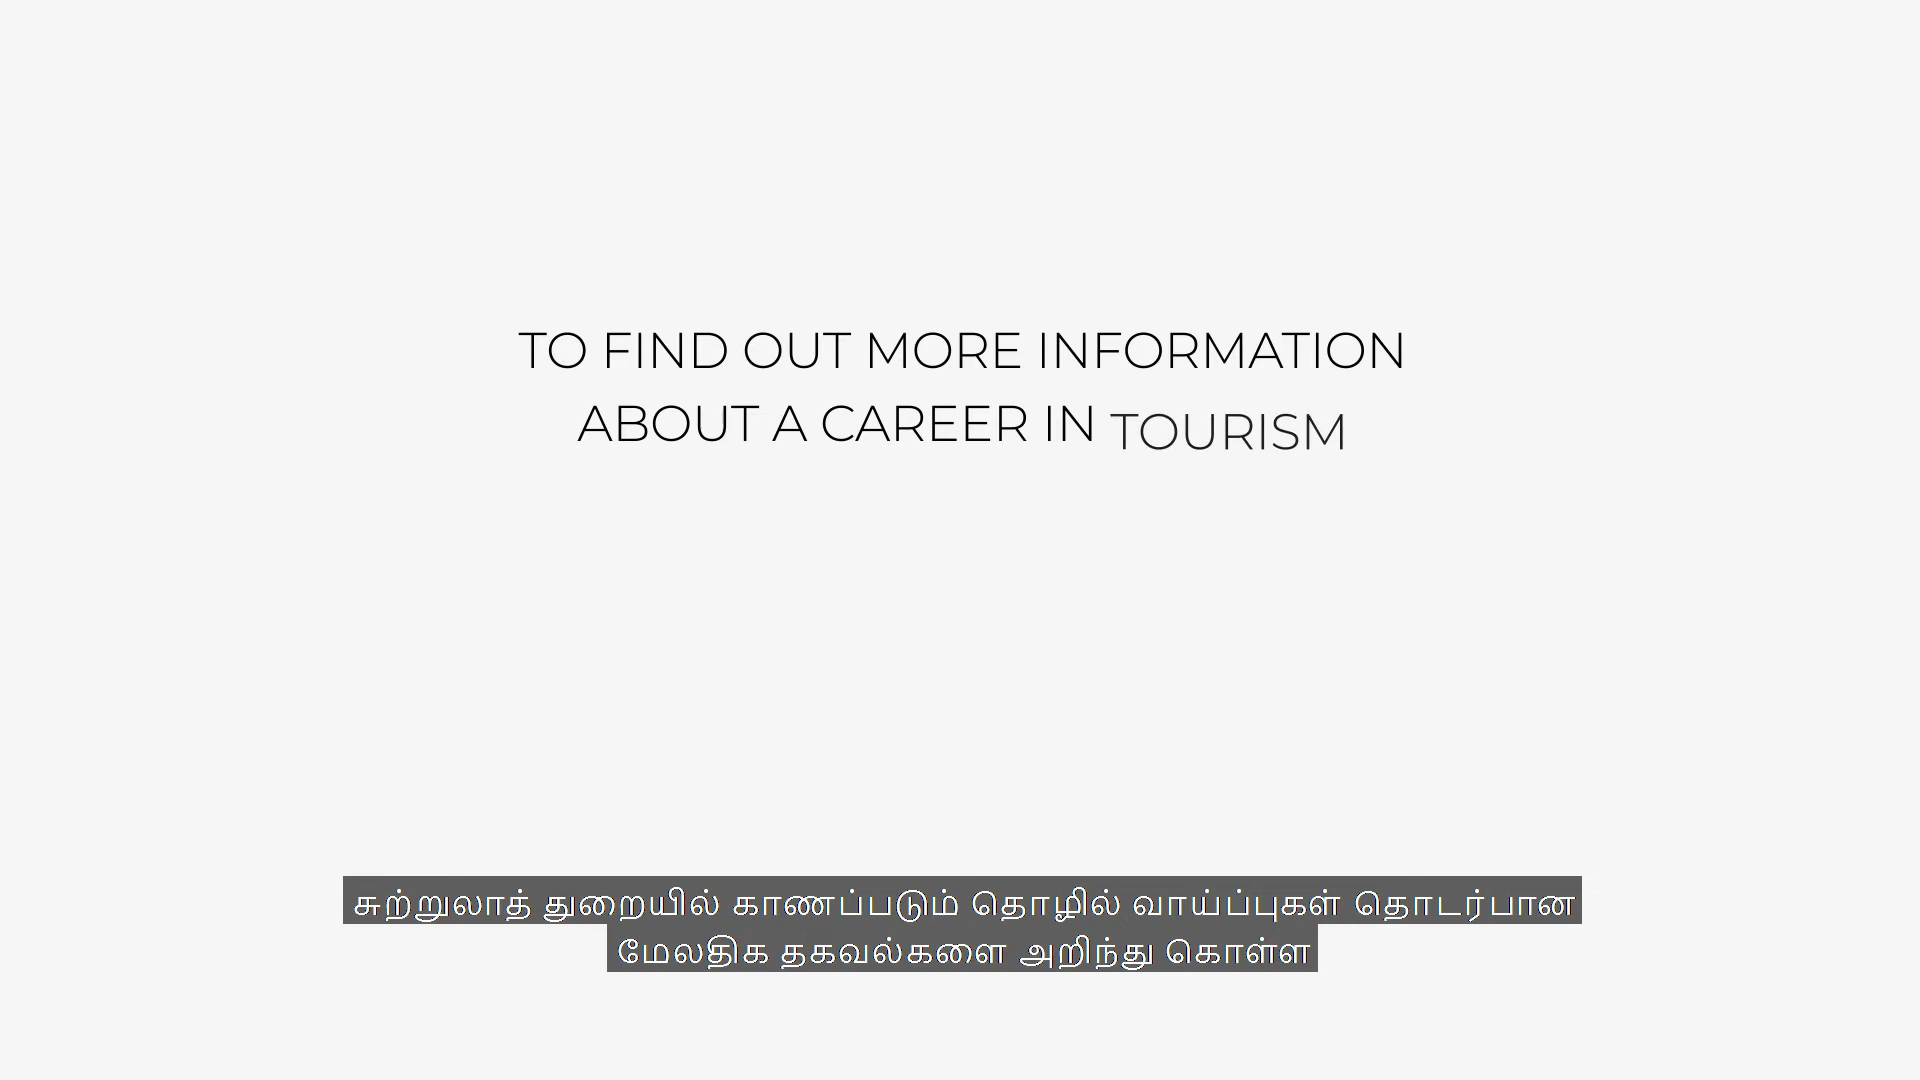 TO FIND OUT MORE INFORMATION
ABOUT A CAREER IN TOURISM
சுற்றுலாத் துறையில் காணப்படும் தொழில் வாய்ப்புகள் தொடர்பான
மேலதிக தகவல்களை அறிந்து கொள்ள